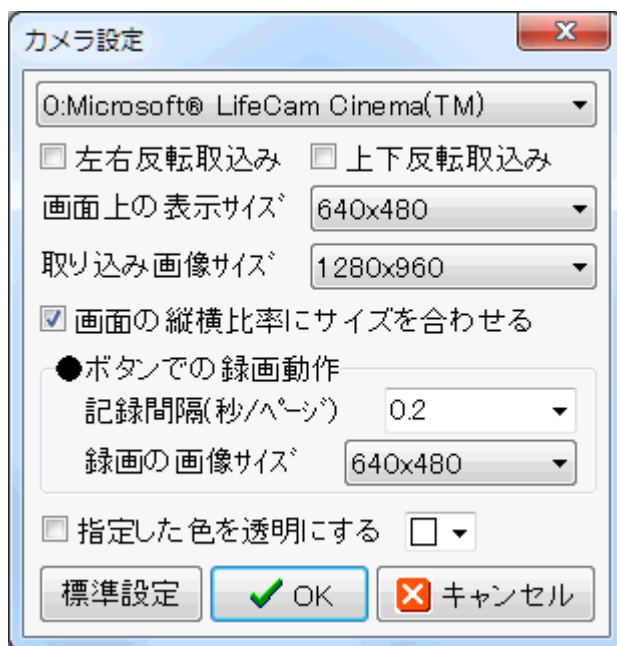 カメラ設定
0:Microsoft® LifeCam Cinema(TM)
左右反転取込み 上下反転取込み
画面上の表示サイズ 640x480
取り込み画像サイズ 1280x960
画面の縦横比率にサイズを合わせる
●ボタンでの録画動作
記録間隔(秒/ページ) 0.2
録画の画像サイズ 640x480
指定した色を透明にする
標準設定 OK キャンセル